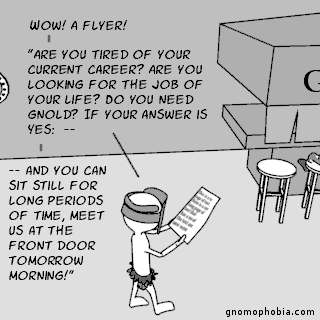 WOW! A FLYER!
"ARE YOU TIRED OF YOUR
CURRENT CAREER? ARE YOU
LOOKING FOR THE JOB OF
YOUR LIFE? DO YOU NEED
GNOLD? IF YOUR ANSWER IS
YES: --
-- AND YOU CAN
SIT STILL FOR
LONG PERIODS
OF TIME, MEET
US AT THE
FRONT DOOR
TOMORROW
MORNING!"
G
gnomophobia.com